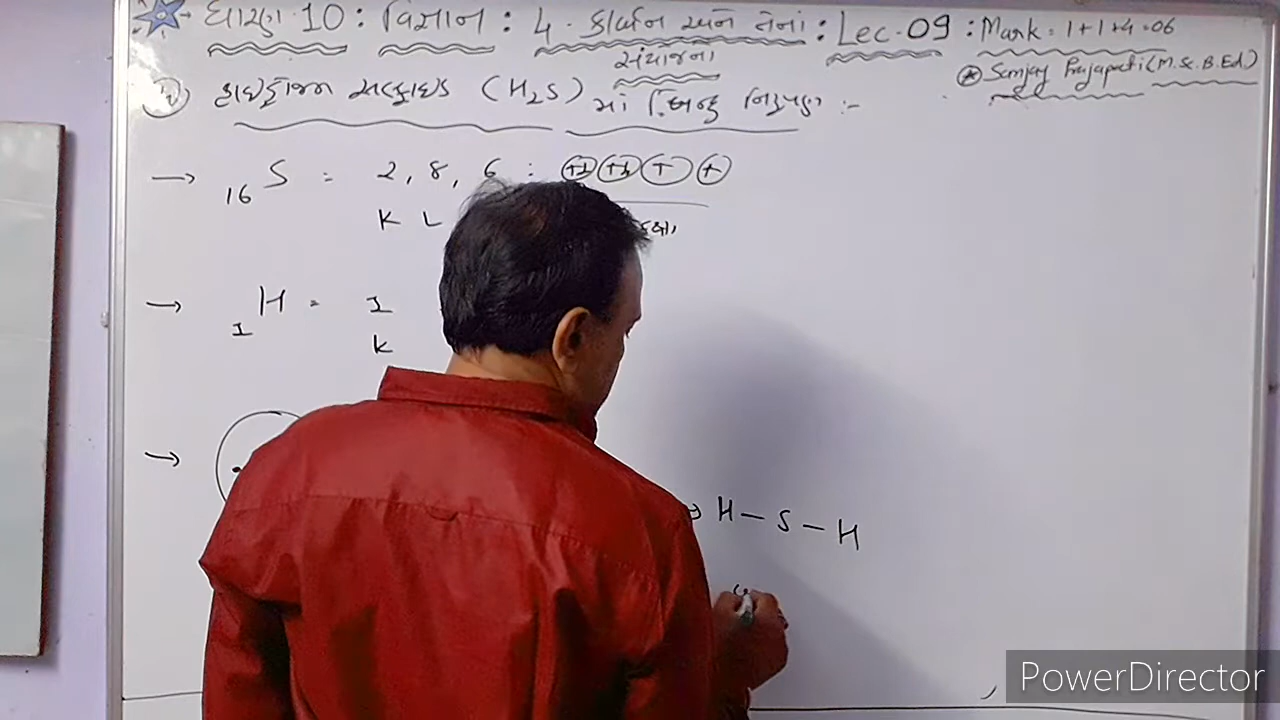 ધોરણ-10 : વિજ્ઞાન : 4. કાર્બન અને તેનાં : Lec.09 : Mark = 1+1+4=06
સંયોજનો
Sanjay Prajapati (M.Sc. B.Ed)
હાઇડ્રોજન સલ્ફાઇડ (H₂S) માં બિન્દુ નિરૂપણ :-
→ ₁₆S = 2, 8, 6 :
K L
→ ₁H = 1
K
→
→ H — S — H
PowerDirector